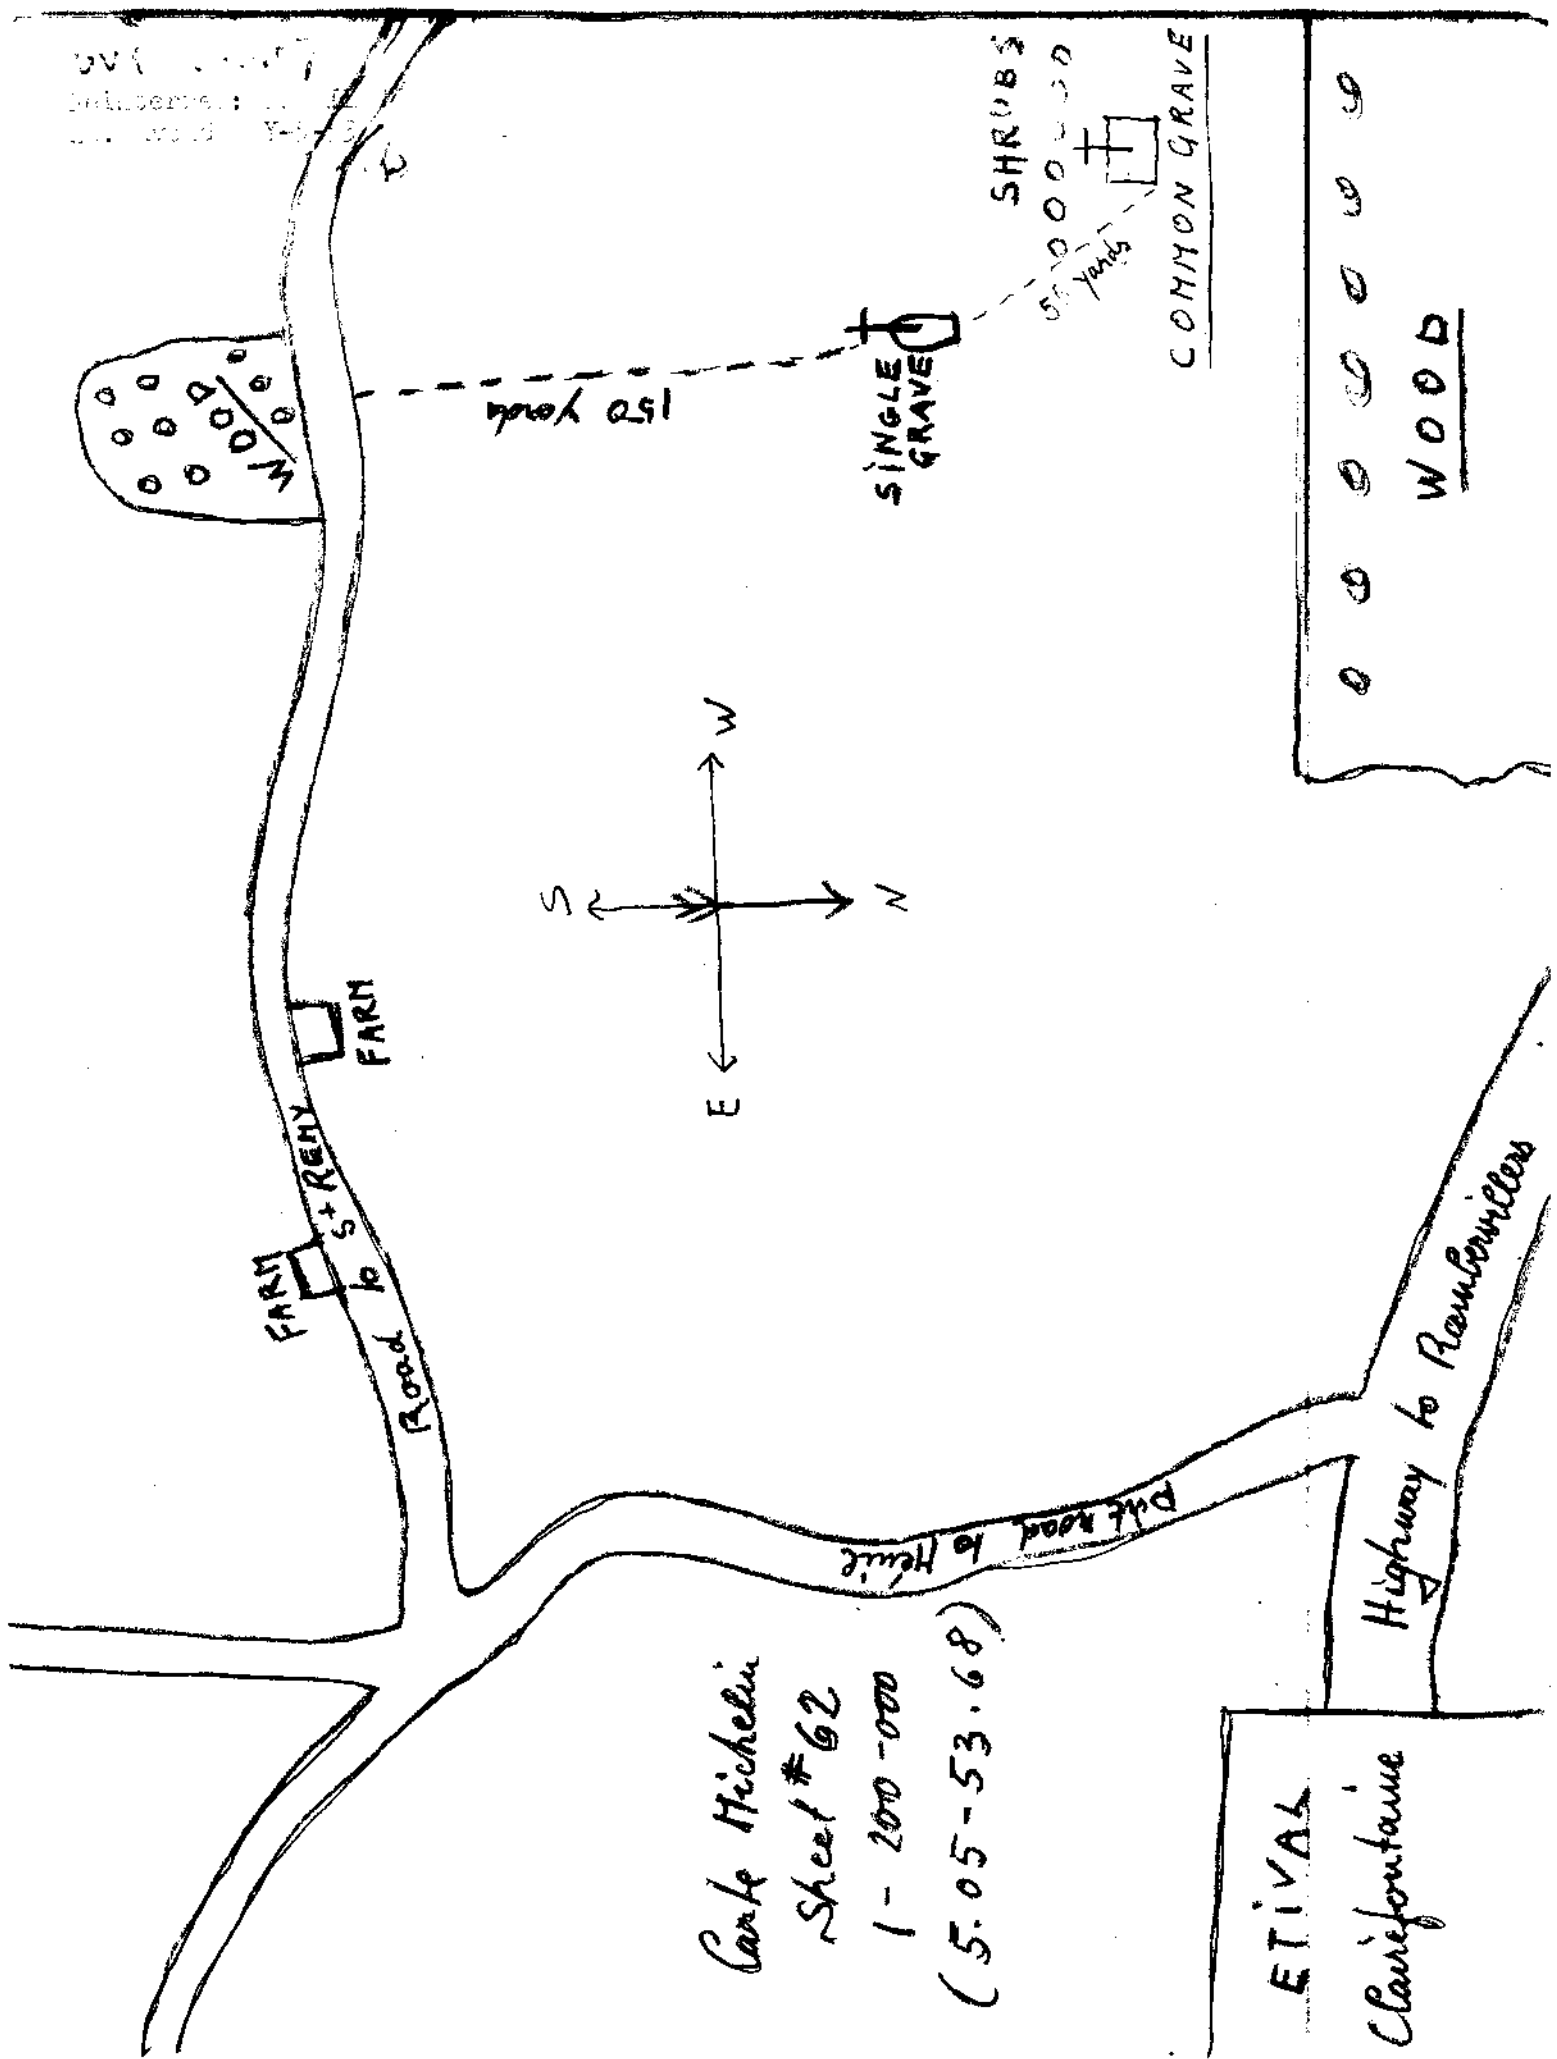 SHRUBS
COMMON GRAVE
WOOD
150 yards
yards
SINGLE
GRAVE
WOOD
S
W
N
E
FARM
FARM
Road to St REMY
Dirt road to Ménil
Highway to Rambervillers
Carte Michelin
Sheet # 62
1 - 200-000
(5.05-53.68)
ETIVAL
Clairefontaine